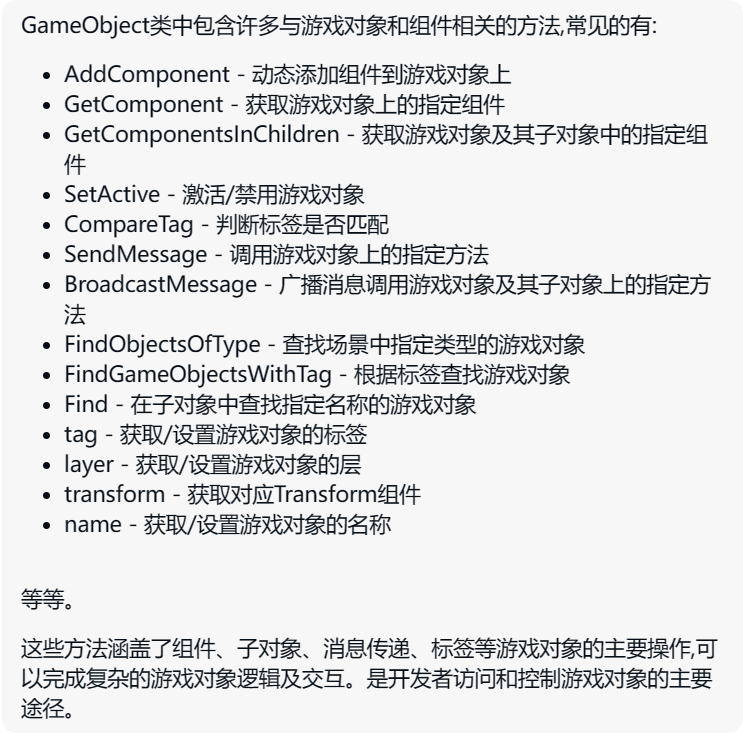 GameObject类中包含许多与游戏对象和组件相关的方法,常见的有:
• AddComponent - 动态添加组件到游戏对象上
• GetComponent - 获取游戏对象上的指定组件
• GetComponentsInChildren - 获取游戏对象及其子对象中的指定组
件
• SetActive - 激活/禁用游戏对象
• CompareTag - 判断标签是否匹配
• SendMessage - 调用游戏对象上的指定方法
• BroadcastMessage - 广播消息调用游戏对象及其子对象上的指定方
法
• FindObjectsOfType - 查找场景中指定类型的游戏对象
• FindGameObjectsWithTag - 根据标签查找游戏对象
• Find - 在子对象中查找指定名称的游戏对象
• tag - 获取/设置游戏对象的标签
• layer - 获取/设置游戏对象的层
• transform - 获取对应Transform组件
• name - 获取/设置游戏对象的名称
等等。
这些方法涵盖了组件、子对象、消息传递、标签等游戏对象的主要操作,可
以完成复杂的游戏对象逻辑及交互。是开发者访问和控制游戏对象的主要
途径。